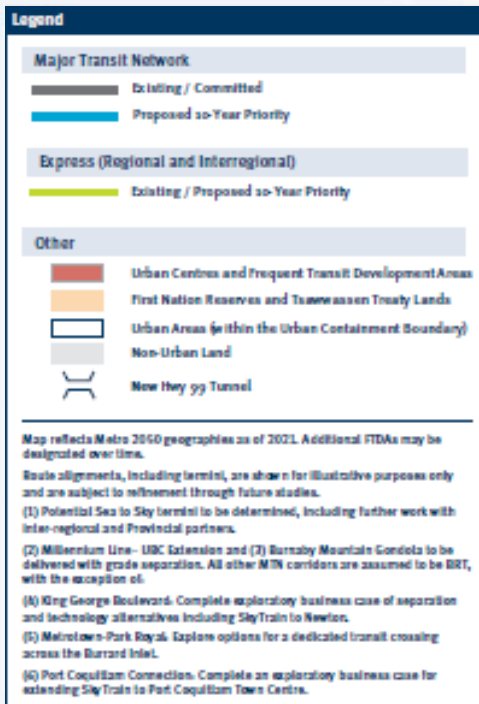 Legend
Major Transit Network
Existing / Committed
Proposed 10-Year Priority
Express (Regional and Interregional)
Existing / Proposed 10-Year Priority
Other
Urban Centres and Frequent Transit Development Areas
First Nation Reserves and Tsawwassen Treaty Lands
Urban Areas (within the Urban Containment Boundary)
Non-Urban Land
New Hwy 99 Tunnel
Map reflects Metro 2050 geographies as of 2021. Additional FTDAs may be
designated over time.
Route alignments, including termini, are shown for illustrative purposes only
and are subject to refinement through future studies.
(1) Potential Sea to Sky termini to be determined, including further work with
inter-regional and Provincial partners.
(2) Millennium Line– UBC Extension and (3) Burnaby Mountain Gondola to be
delivered with grade separation. All other MTN corridors are assumed to be BRT,
with the exception of:
(4) King George Boulevard: Complete exploratory business case of separation
and technology alternatives including SkyTrain to Newton.
(5) Metrotown-Park Royal: Explore options for a dedicated transit crossing
across the Burrard Inlet.
(6) Port Coquitlam Connection: Complete an exploratory business case for
extending SkyTrain to Port Coquitlam Town Centre.